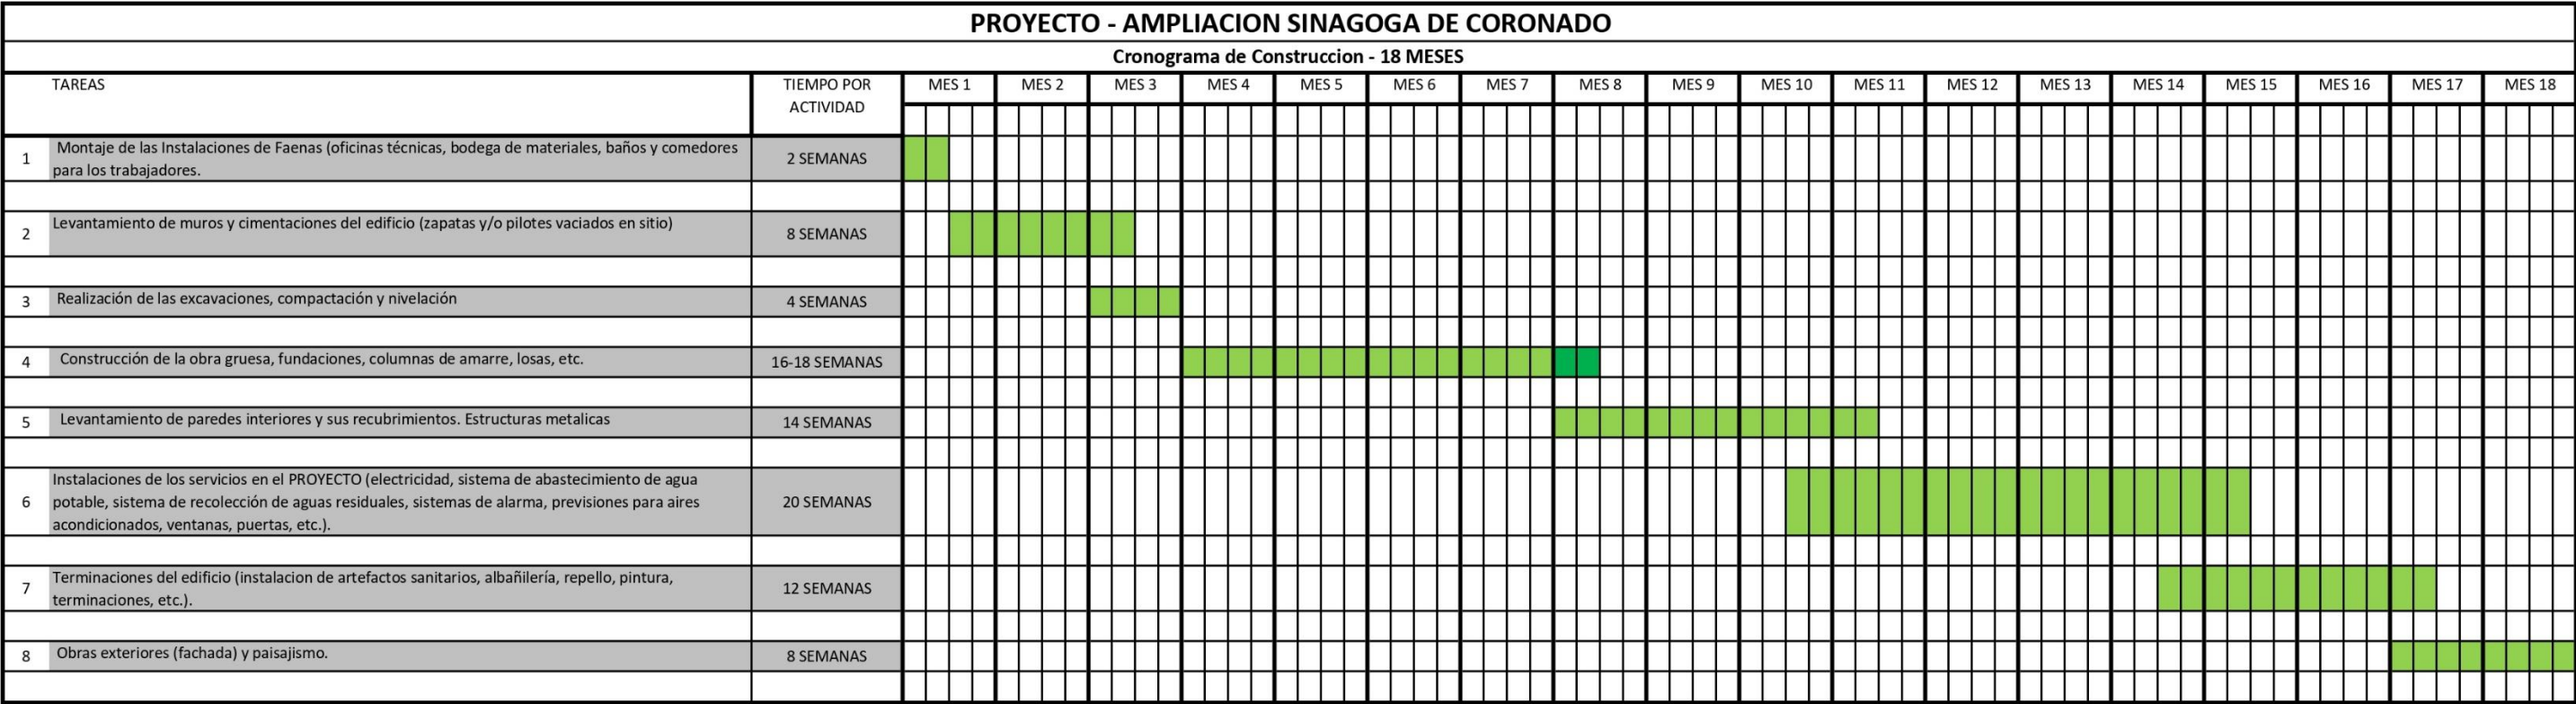 PROYECTO - AMPLIACION SINAGOGA DE CORONADO
Cronograma de Construccion - 18 MESES
TAREAS
TIEMPO POR
ACTIVIDAD
MES 1
MES 2
MES 3
MES 4
MES 5
MES 6
MES 7
MES 8
MES 9
MES 10
MES 11
MES 12
MES 13
MES 14
MES 15
MES 16
MES 17
MES 18
1
Montaje de las Instalaciones de Faenas (oficinas técnicas, bodega de materiales, baños y comedores
para los trabajadores.
2 SEMANAS
2
Levantamiento de muros y cimentaciones del edificio (zapatas y/o pilotes vaciados en sitio)
8 SEMANAS
3
Realización de las excavaciones, compactación y nivelación
4 SEMANAS
4
Construcción de la obra gruesa, fundaciones, columnas de amarre, losas, etc.
16-18 SEMANAS
5
Levantamiento de paredes interiores y sus recubrimientos. Estructuras metalicas
14 SEMANAS
6
Instalaciones de los servicios en el PROYECTO (electricidad, sistema de abastecimiento de agua
potable, sistema de recolección de aguas residuales, sistemas de alarma, previsiones para aires
acondicionados, ventanas, puertas, etc.).
20 SEMANAS
7
Terminaciones del edificio (instalacion de artefactos sanitarios, albañilería, repello, pintura,
terminaciones, etc.).
12 SEMANAS
8
Obras exteriores (fachada) y paisajismo.
8 SEMANAS